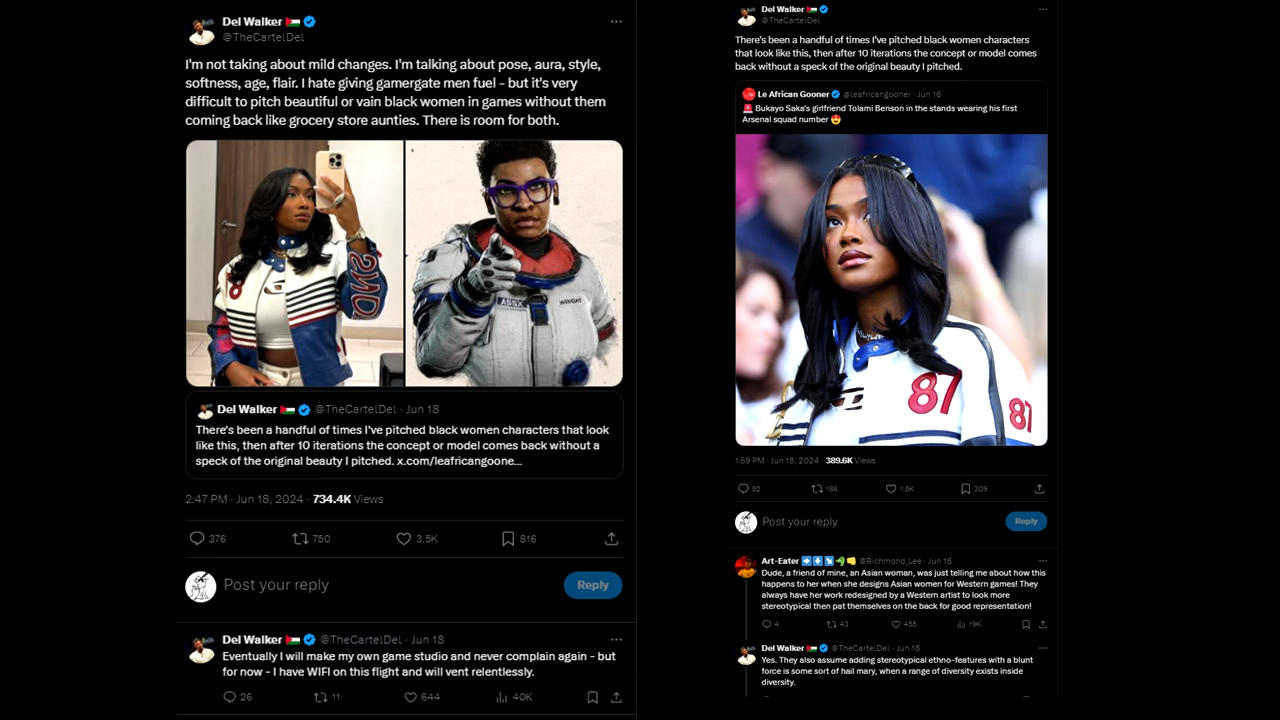 Del Walker
@TheCartelDel
I'm not taking about mild changes. I'm talking about pose, aura, style,
softness, age, flair. I hate giving gamergate men fuel - but it's very
difficult to pitch beautiful or vain black women in games without them
coming back like grocery store aunties. There is room for both.
ASSX
WRIGHT
Del Walker @TheCartelDel · Jun 18
There's been a handful of times I've pitched black women characters that look
like this, then after 10 iterations the concept or model comes back without a
speck of the original beauty I pitched. x.com/leafricangoone...
2:47 PM · Jun 18, 2024 · 734.4K Views
376 750 3.5K 816
Post your reply
Reply
Del Walker @TheCartelDel · Jun 18
Eventually I will make my own game studio and never complain again - but
for now - I have WIFI on this flight and will vent relentlessly.
26 11 644 40K
Del Walker
@TheCartelDel
There's been a handful of times I've pitched black women characters
that look like this, then after 10 iterations the concept or model comes
back without a speck of the original beauty I pitched.
Le African Gooner @leafricangooner · Jun 16
🚨Bukayo Saka's girlfriend Tolami Benson in the stands wearing his first
Arsenal squad number 😍
87
87
1:59 PM · Jun 18, 2024 · 389.6K Views
92 186 1.5K 309
Post your reply
Reply
Art-Eater @Richmond_Lee · Jun 18
Dude, a friend of mine, an Asian woman, was just telling me about how this
happens to her when she designs Asian women for Western games! They
always have her work redesigned by a Western artist to look more
stereotypical then pat themselves on the back for good representation!
4 43 455 19K
Del Walker @TheCartelDel · Jun 18
Yes. They also assume adding stereotypical ethno-features with a blunt
force is some sort of hail mary, when a range of diversity exists inside
diversity.